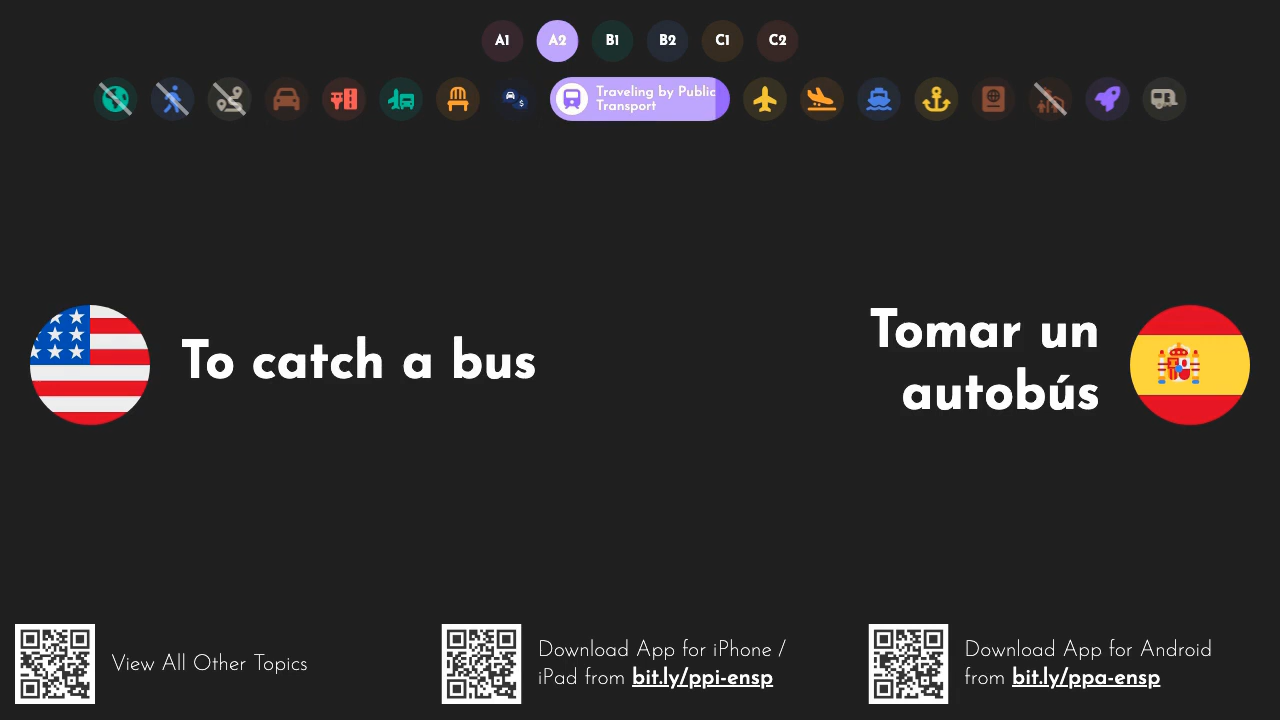 A1 A2 B1 B2 C1 C2
Traveling by Public
Transport
To catch a bus
Tomar un
autobús
View All Other Topics
Download App for iPhone /
iPad from bit.ly/ppi-ensp
Download App for Android
from bit.ly/ppa-ensp